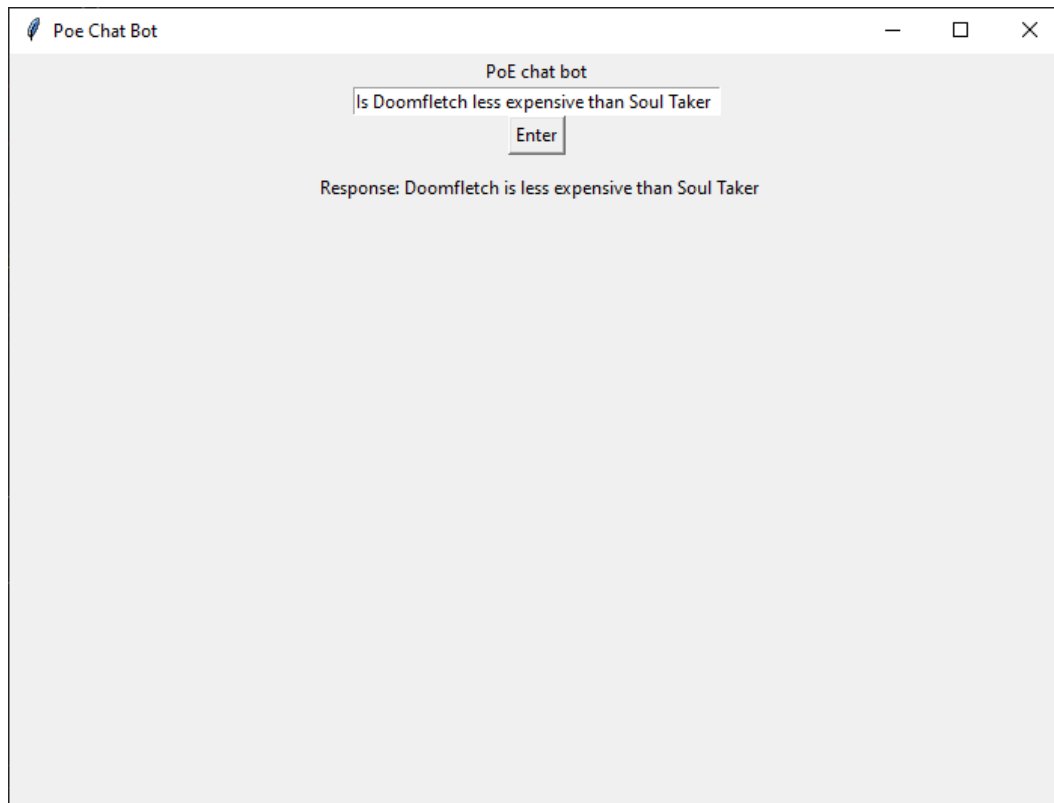 Poe Chat Bot
PoE chat bot
Is Doomfletch less expensive than Soul Taker
Enter
Response: Doomfletch is less expensive than Soul Taker